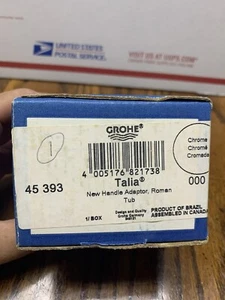 UNITED STATES
POSTAL SERVICE
VISIT US AT USPS.COM
GROHE®
1
4 005176 821738
Chrome
Chromé
Cromado
45 393
Talia®
000
New Handle Adaptor, Roman
Tub
1/ BOX
Design and Quality
Grohe Germany
PRODUCT OF BRAZIL
ASSEMBLED IN CANADA